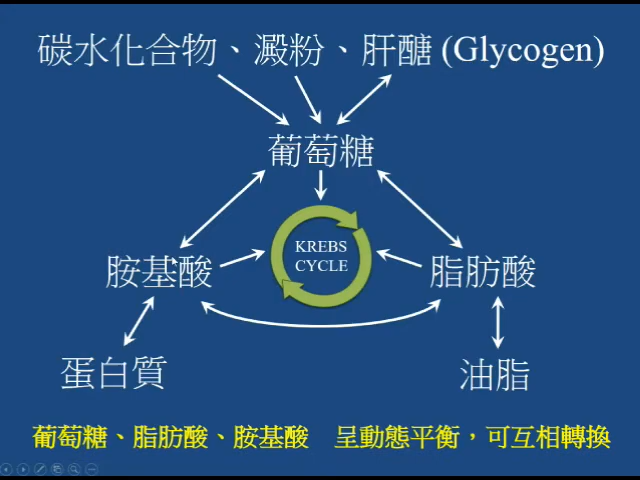 碳水化合物、澱粉、肝醣 (Glycogen)
葡萄糖
KREBS
CYCLE
胺基酸
脂肪酸
蛋白質
油脂
葡萄糖、脂肪酸、胺基酸 呈動態平衡，可互相轉換